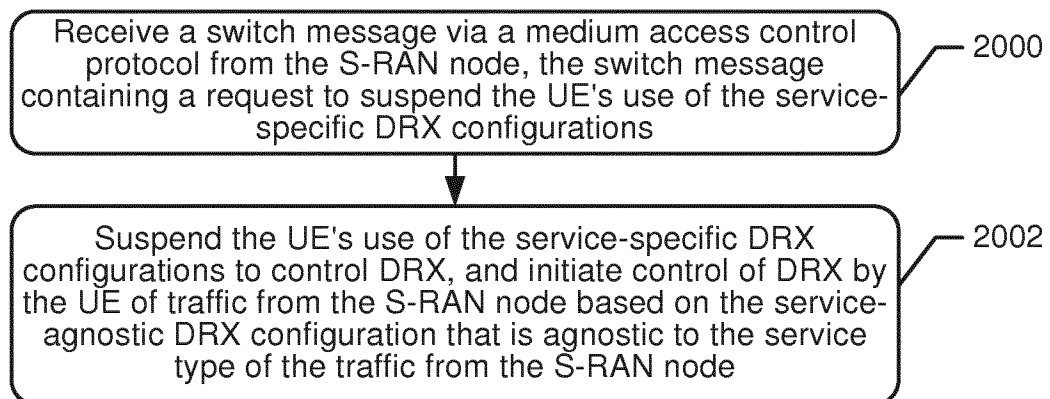 Receive a switch message via a medium access control
protocol from the S-RAN node, the switch message
containing a request to suspend the UE's use of the service-
specific DRX configurations
2000
Suspend the UE's use of the service-specific DRX
configurations to control DRX, and initiate control of DRX by
the UE of traffic from the S-RAN node based on the service-
agnostic DRX configuration that is agnostic to the service
type of the traffic from the S-RAN node
2002